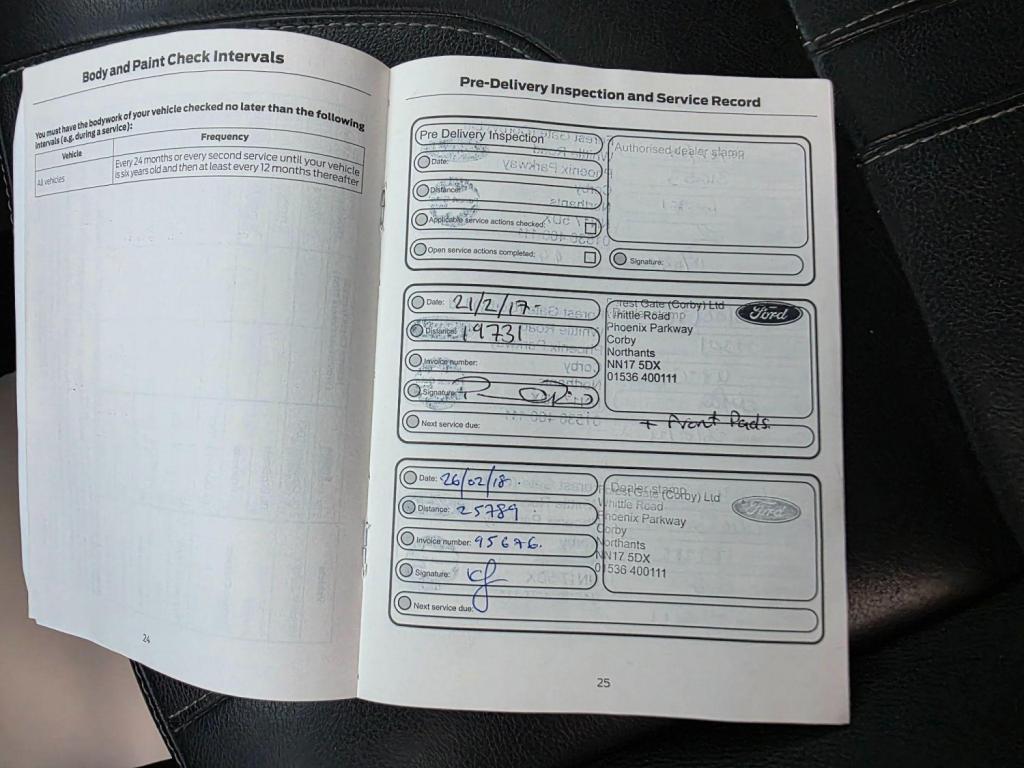 Body and Paint Check Intervals
You must have the bodywork of your vehicle checked no later than the following
intervals (e.g. during a service):
Vehicle
Frequency
All vehicles
Every 24 months or every second service until your vehicle
is six years old and then at least every 12 months thereafter
24
Pre-Delivery Inspection and Service Record
Pre Delivery Inspection
Authorised dealer stamp
Date:
Distance:
Applicable service actions checked:
Open service actions completed:
Signature:
Date: 21/2/17
Distance: 19731
Invoice number:
Signature:
Next service due:
rest Gate (Corby) Ltd
Whittle Road
Phoenix Parkway
Corby
Northants
NN17 5DX
01536 400111
Ford
+ Front Pads.
Date: 26/02/18.
Distance: 25789
Invoice number: 95676.
Signature:
Next service due:
Dealer stamp
rest Gate (Corby) Ltd
Whittle Road
Phoenix Parkway
Corby
Northants
NN17 5DX
01536 400111
Ford
25